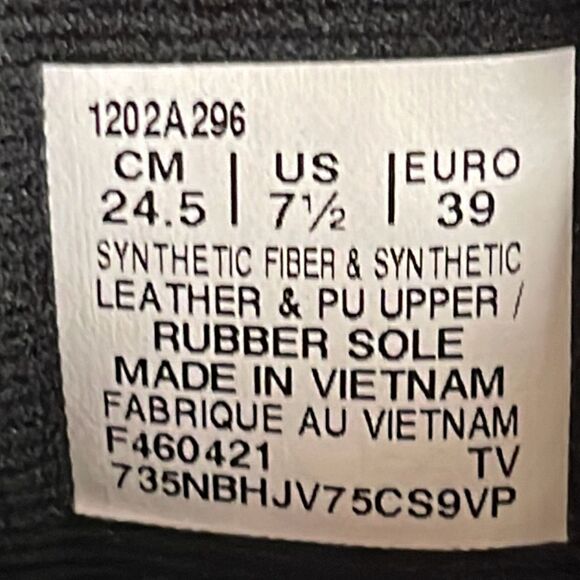 1202A296
CM | US | EURO
24.5 | 7½ | 39
SYNTHETIC FIBER & SYNTHETIC
LEATHER & PU UPPER /
RUBBER SOLE
MADE IN VIETNAM
FABRIQUE AU VIETNAM
F460421 TV
735NBHJV75CS9VP